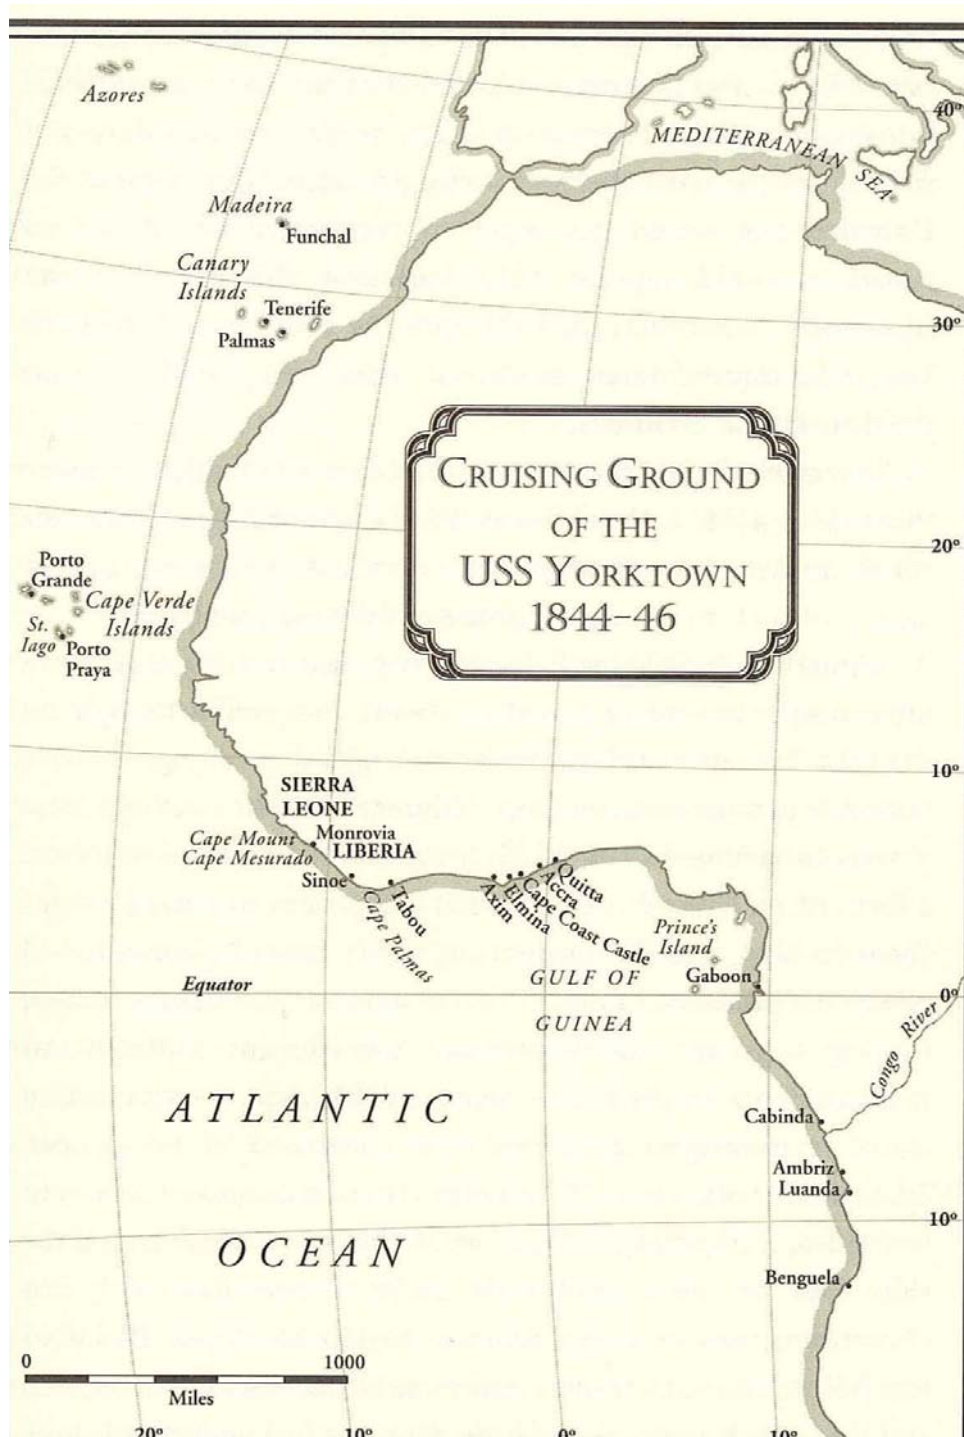 Azores
40°
MEDITERRANEAN
SEA
Madeira
Funchal
Canary
Islands
Tenerife
Palmas
30°
CRUISING GROUND
OF THE
USS YORKTOWN
1844–46
20°
Porto
Grande
Cape Verde
Islands
St.
Iago
Porto
Praya
10°
SIERRA
LEONE
Cape Mount
Monrovia
Cape Mesurado
LIBERIA
Sinoe
Tabou
Cape Palmas
Axim
Elmina
Cape Coast Castle
Accra
Quitta
Prince's
Island
Gaboon
GULF OF
GUINEA
Equator
0°
Congo River
ATLANTIC
OCEAN
Cabinda
Ambriz
Luanda
10°
Benguela
0
1000
Miles
20°
10°
0°
10°